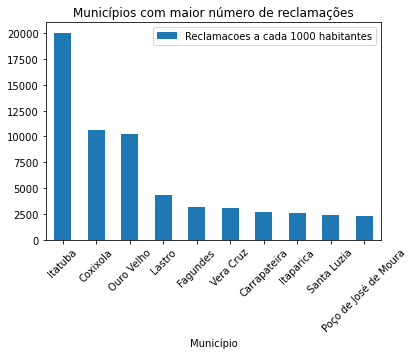 Municípios com maior número de reclamações
Reclamacoes a cada 1000 habitantes
20000
17500
15000
12500
10000
7500
5000
2500
0
Itatuba
Coxixola
Ouro Velho
Lastro
Fagundes
Vera Cruz
Carrapateira
Itaparica
Santa Luzia
Poço de José de Moura
Município